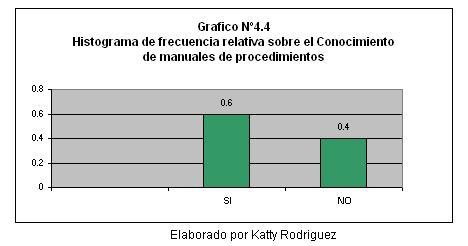 Grafico N°4.4
Histograma de frecuencia relativa sobre el Conocimiento
de manuales de procedimientos
0.8
0.6
0.4
0.2
0
0.6
0.4
SI
NO
Elaborado por Katty Rodriguez